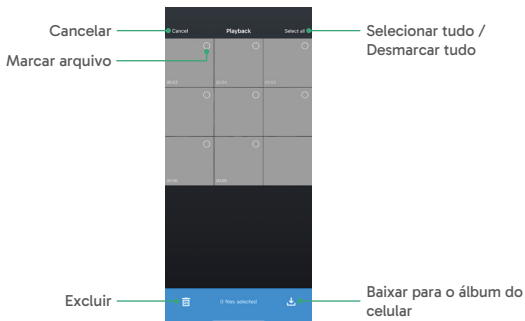 Cancelar
Cancel
Playback
Select all
Selecionar tudo /
Desmarcar tudo
Marcar arquivo
Excluir
0 files selected
Baixar para o álbum do
celular